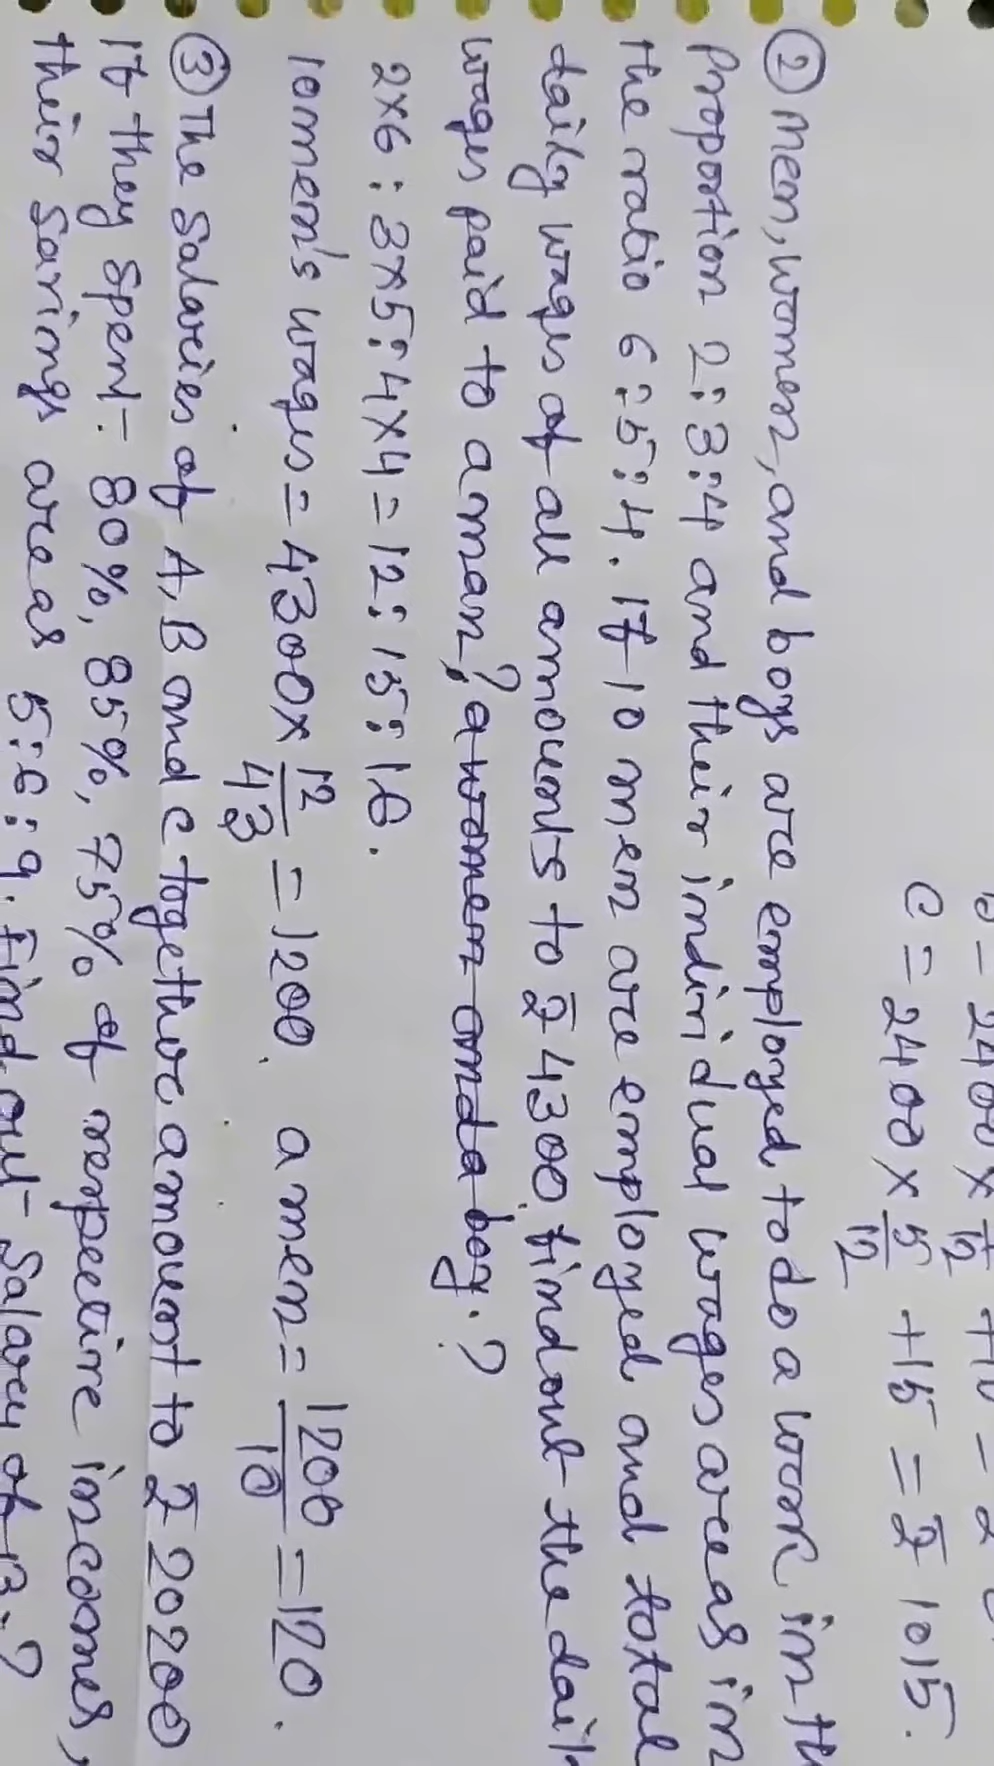 C = 2400 × 5/12 + 15 = ₹ 1015.
② Men, women, and boys are employed to do a work in th
Proportion 2:3:4 and their individual wages are as in
the ratio 6:5:4. If 10 men are employed and total
daily wages of all amounts to ₹ 4300. find out the dail
wages paid to a man? a women and a boy.?
2×6 : 3×5 : 4×4 = 12 : 15 : 16.
10 men's wages = 4300 × 12/43 = 1200. a men = 1200/10 = 120.
③ The Salaries of A, B and C together amount to ₹ 20200
If they spent 80%, 85%, 75% of respective incomes,
their savings are as 5:6:9. Find out Salary of B.?